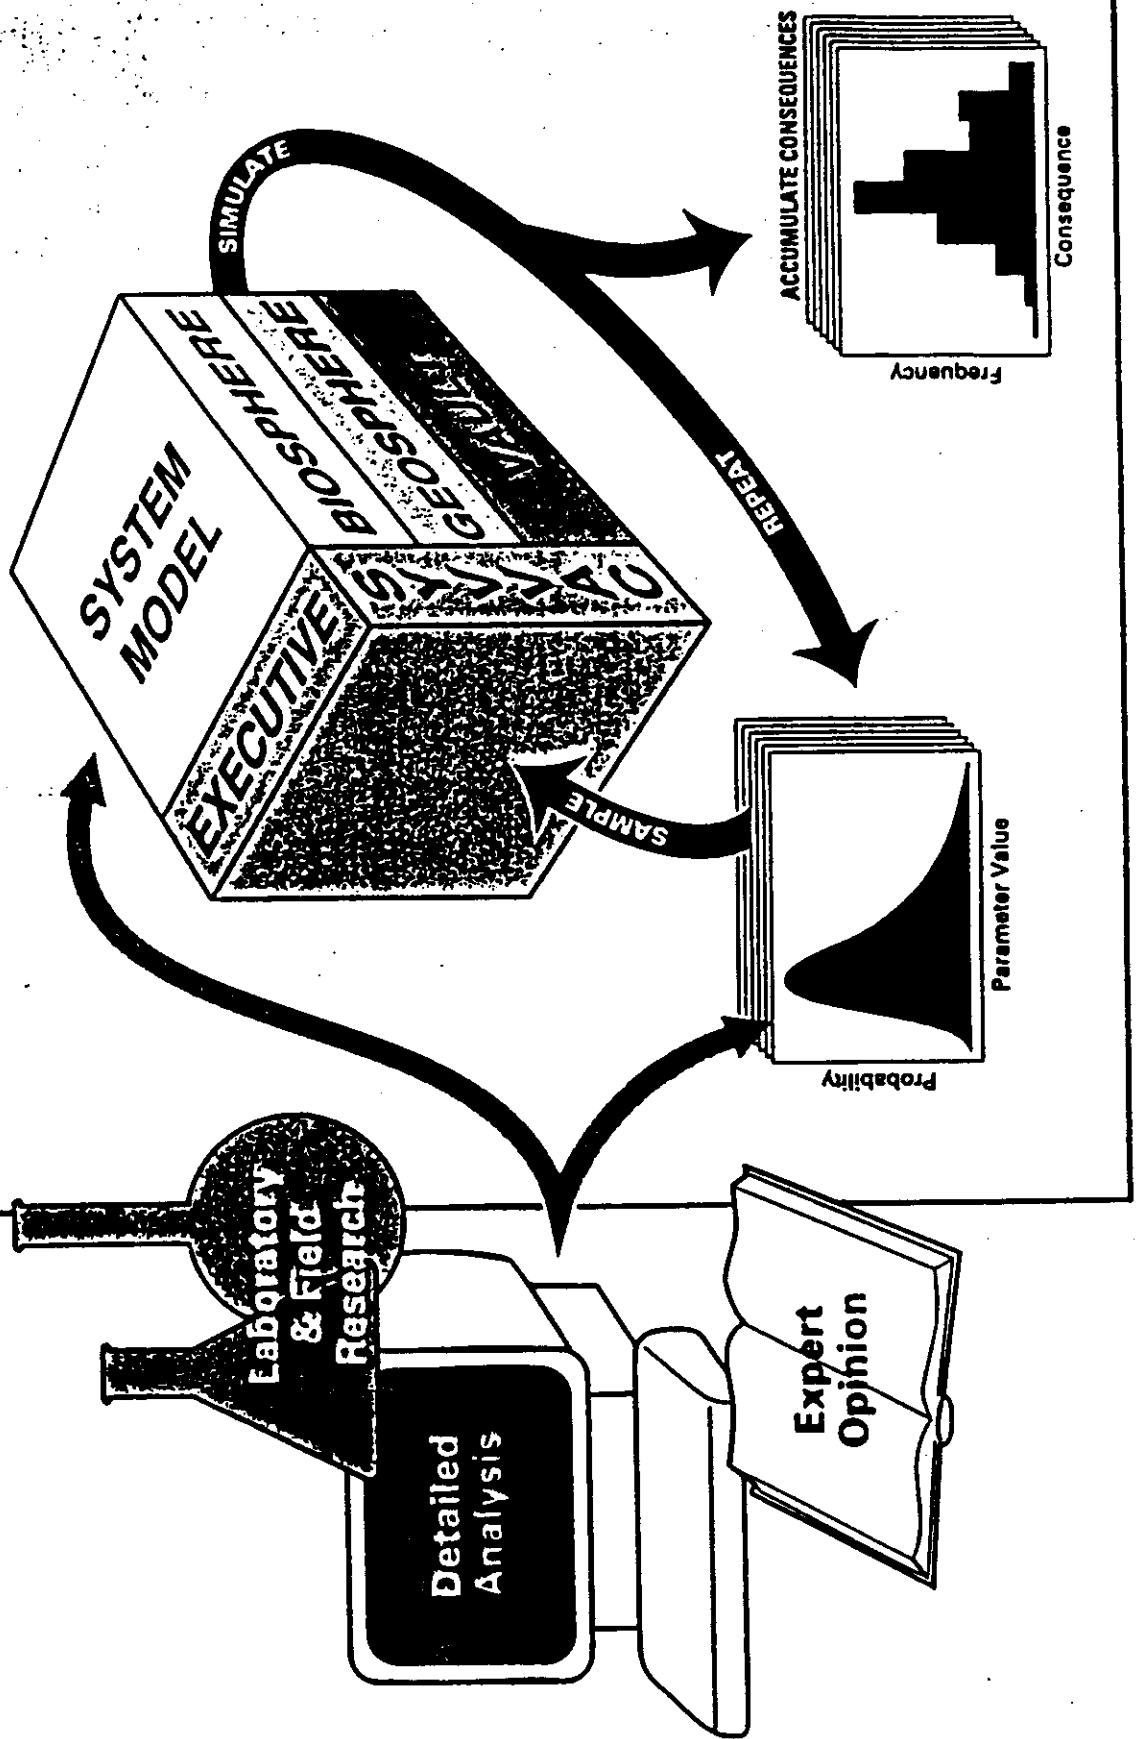 Laboratory
& Field
Research
Detailed
Analysis
Expert
Opinion
SYSTEM
MODEL
EXECUTIVE
SYVVAC
BIOSPHERE
GEOSPHERE
VAULT
SIMULATE
REPEAT
SAMPLE
Probability
Parameter Value
ACCUMULATE CONSEQUENCES
Frequency
Consequence